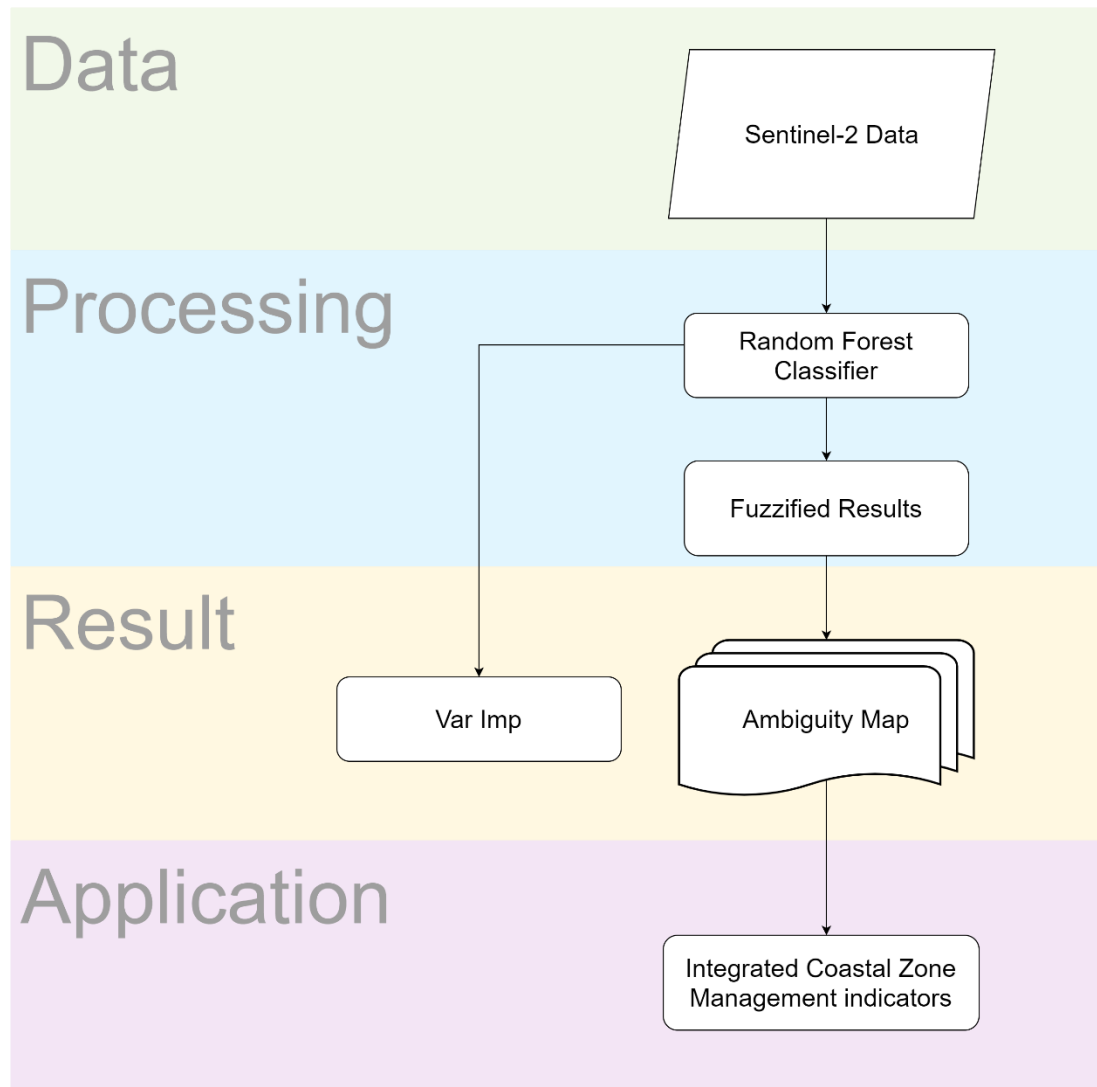 Data
Sentinel-2 Data
Processing
Random Forest
Classifier
Fuzzified Results
Result
Var Imp
Ambiguity Map
Application
Integrated Coastal Zone
Management indicators